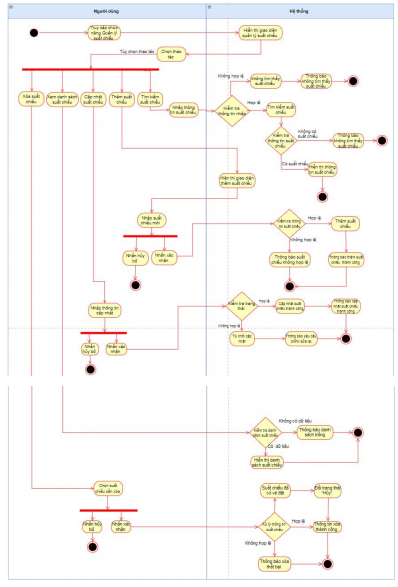 Người dùng
Hệ thống
Truy cập chức
năng Quản lý
suất chiếu
Hiển thị giao diện
quản lý suất chiếu
Tùy chọn thao tác
Chọn thao
tác
Xóa suất
chiếu
Xem danh sách
suất chiếu
Cập nhật
suất chiếu
Thêm suất
chiếu
Tìm kiếm
suất chiếu
Nhập thông
tin suất chiếu
Kiểm tra
thông tin nhập
Không hợp lệ
không tìm thấy
suất chiếu
Thông báo
không tìm thấy
suất chiếu
Hợp lệ
Tìm kiếm suất
chiếu
Kiểm tra
thông tin suất
chiếu
Không có
suất chiếu
Thông báo
không tìm thấy
suất chiếu
Có suất chiếu
Hiển thị thông
tin suất chiếu
Hiển thị giao diện
thêm suất chiếu
Nhập suất
chiếu mới
Nhấn hủy
bỏ
Nhấn xác
nhận
Kiểm tra thông
tin suất chiếu
Hợp lệ
Thêm suất
chiếu
Không hợp lệ
Thông báo suất
chiếu không hợp lệ
Thông báo thêm suất
chiếu thành công
Nhập thông tin
cập nhật
Nhấn
hủy bỏ
Nhấn xác
nhận
Kiểm tra trạng
thái
Hợp lệ
Cập nhật suất
chiếu thành công
Thông báo cập
nhật suất chiếu
thành công
Không hợp lệ
Từ chối cập
nhật
Thông báo yêu cầu
chỉnh sửa lại
Kiểm tra danh
sách suất chiếu
Không có dữ liệu
Thông báo danh
sách trống
Có dữ liệu
Hiển thị danh
sách suất chiếu
Chọn suất
chiếu cần xóa
Nhấn hủy
bỏ
Nhấn xác
nhận
Suất chiếu đã
có vé đặt
Đổi trạng thái
"Hủy"
Xử lý thông tin
suất chiếu
Hợp lệ
Thông tin xóa
thành công
Không hợp lệ
Thông báo xóa
thất bại